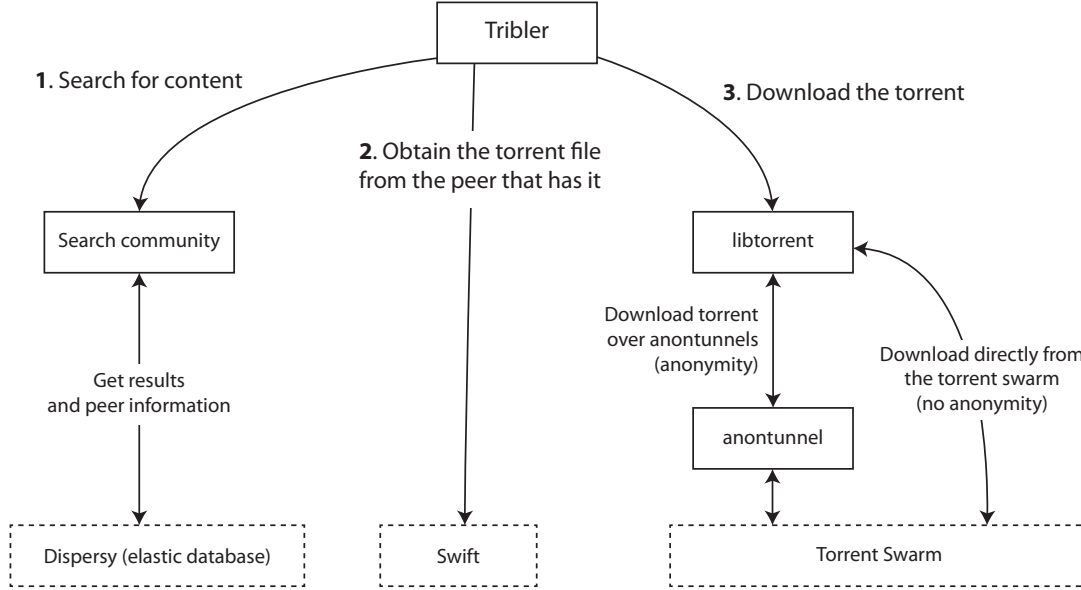 Tribler
1. Search for content
3. Download the torrent
2. Obtain the torrent file
from the peer that has it
Search community
libtorrent
Download torrent
over anontunnels
(anonymity)
Download directly from
the torrent swarm
(no anonymity)
Get results
and peer information
anontunnel
Dispersy (elastic database)
Swift
Torrent Swarm